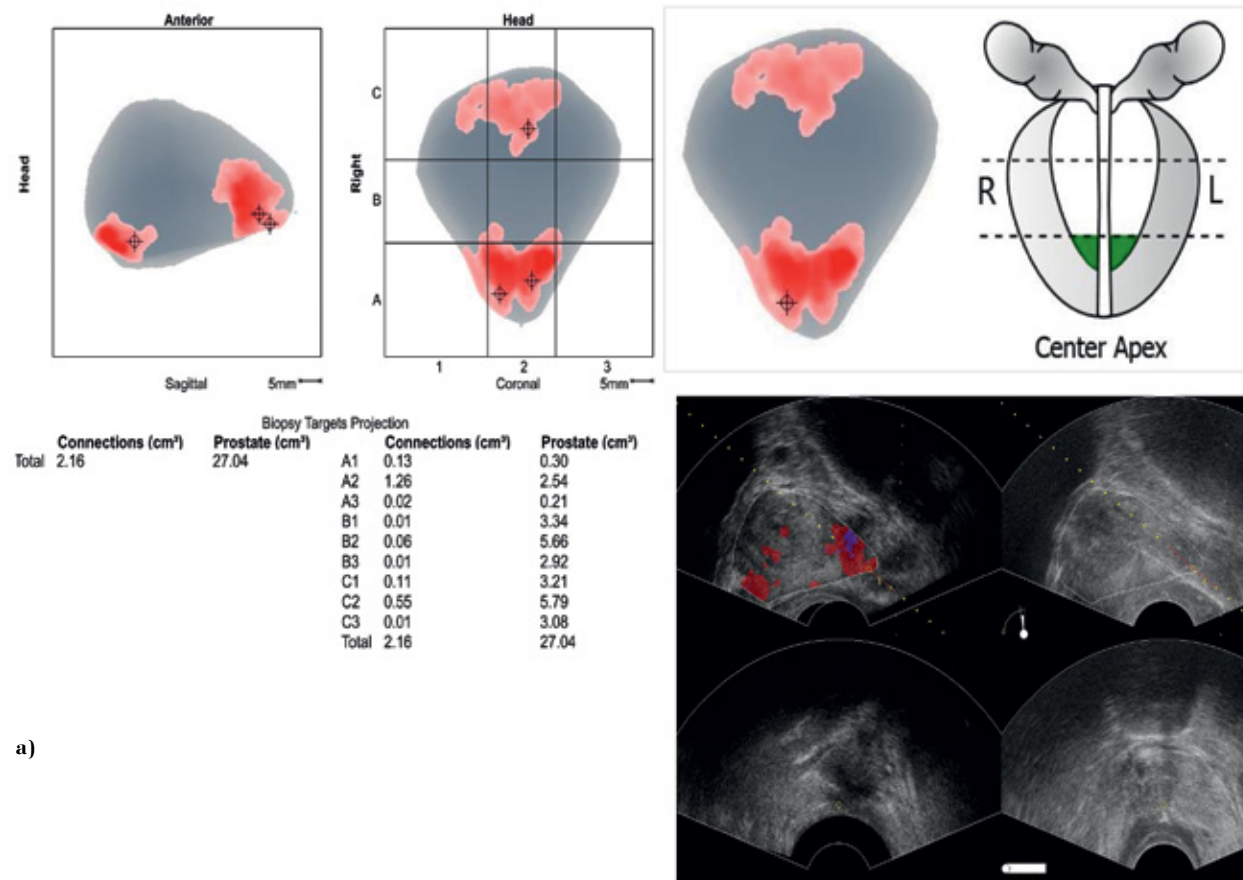 Anterior
Head
Sagittal 5mm
Head
Right
C
B
A
1 2 3
Coronal 5mm
R L
Center Apex
Biopsy Targets Projection
Connections (cm³) Prostate (cm³) Connections (cm³) Prostate (cm³)
Total 2.16 27.04 A1 0.13 0.30
A2 1.26 2.54
A3 0.02 0.21
B1 0.01 3.34
B2 0.06 5.66
B3 0.01 2.92
C1 0.11 3.21
C2 0.55 5.79
C3 0.01 3.08
Total 2.16 27.04
a)